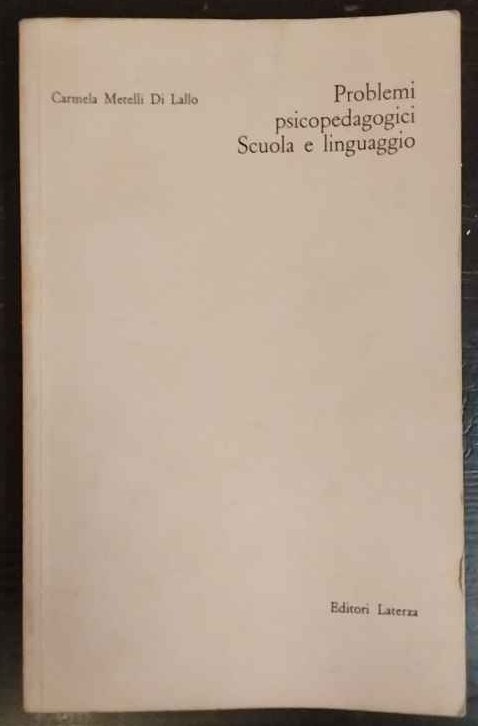 Carmela Metelli Di Lallo
Problemi
psicopedagogici
Scuola e linguaggio
Editori Laterza